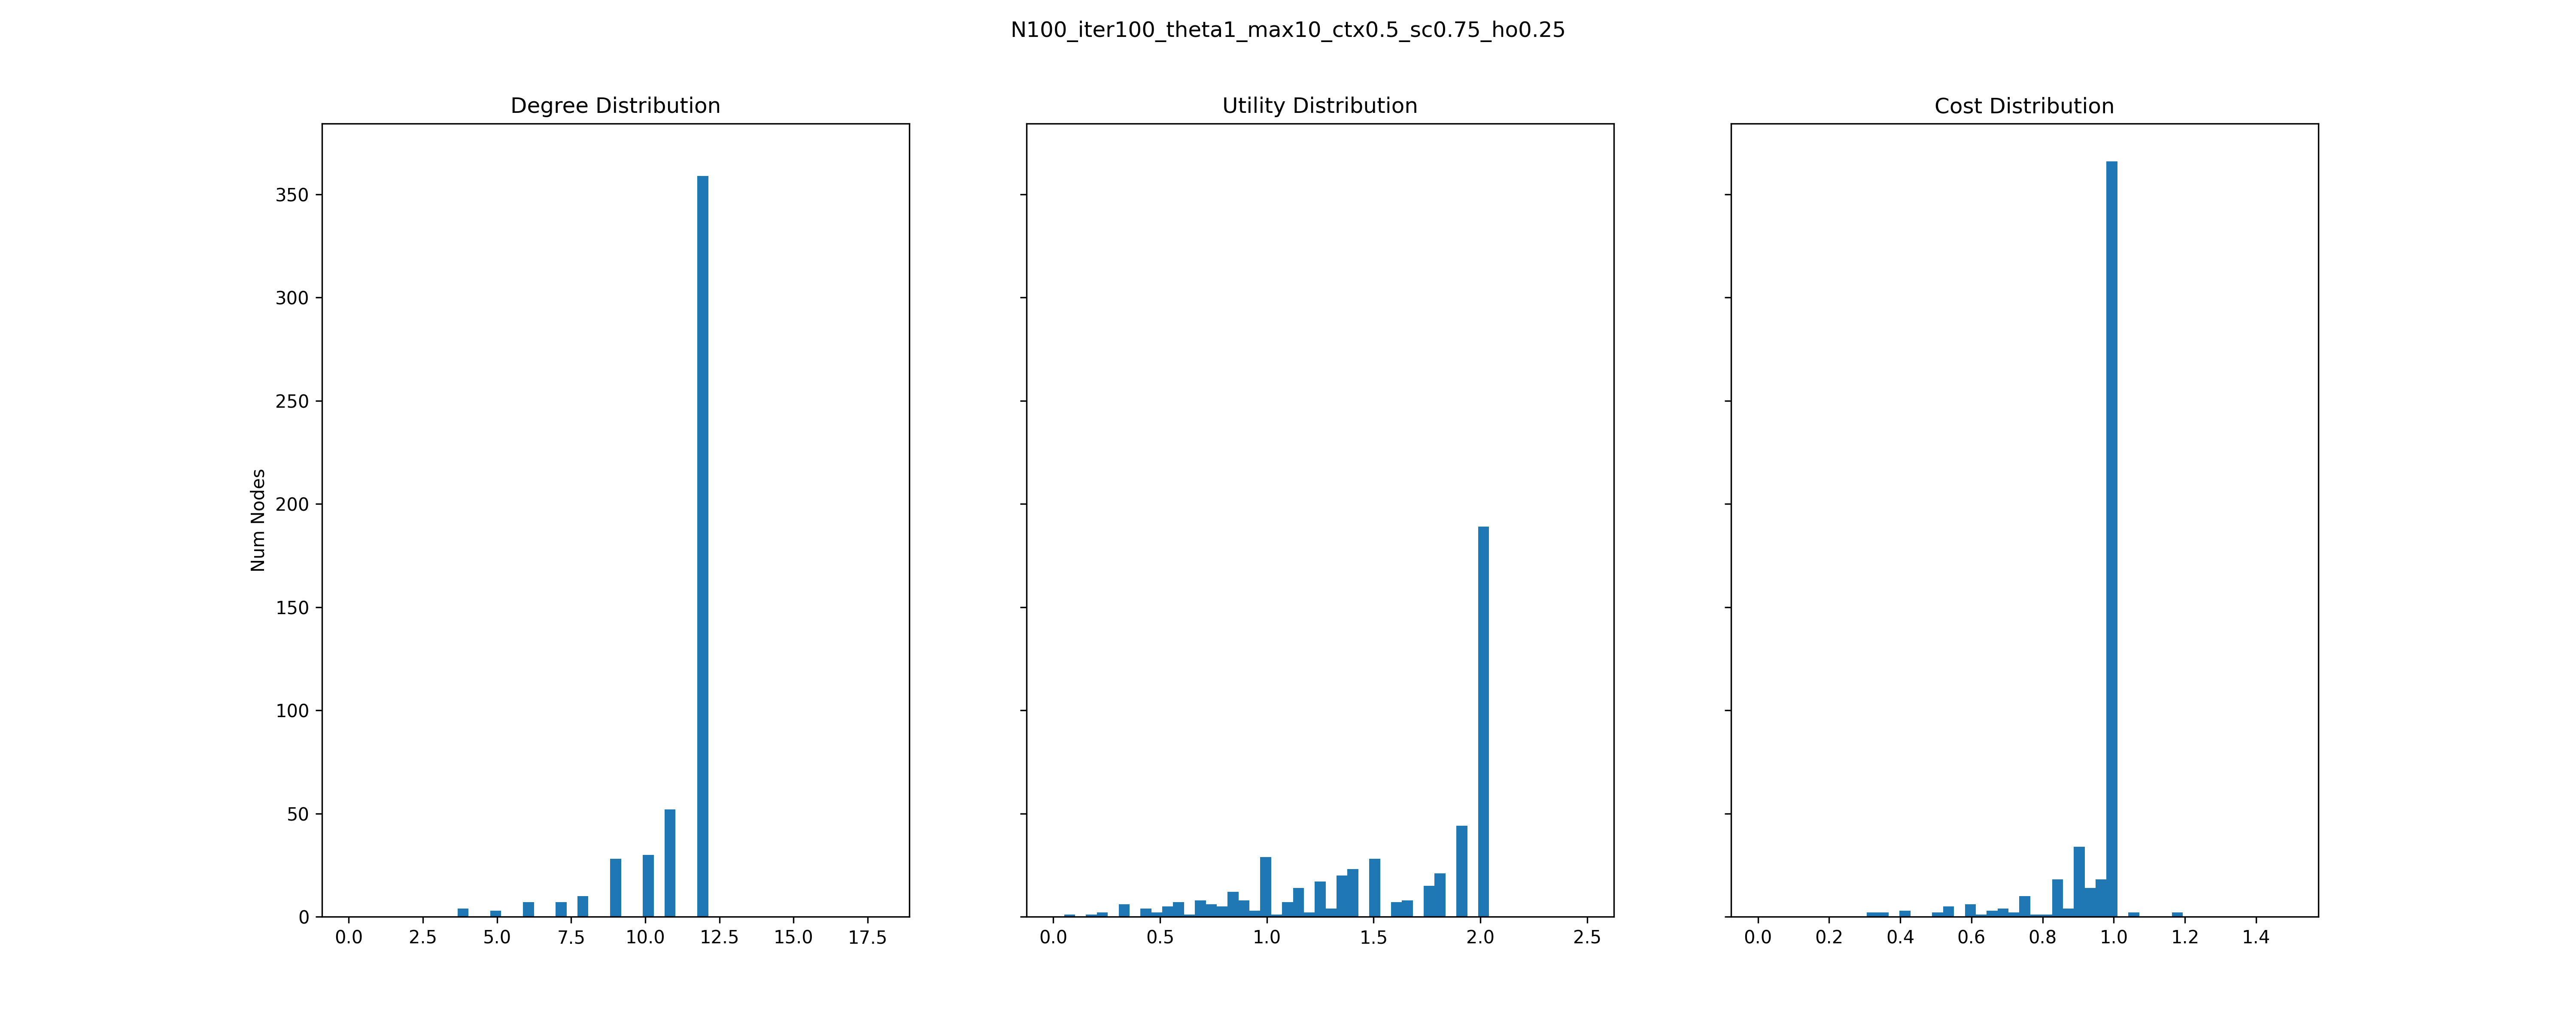 N100_iter100_theta1_max10_ctx0.5_sc0.75_ho0.25
Degree Distribution
Utility Distribution
Cost Distribution
Num Nodes
350
300
250
200
150
100
50
0
0.0 2.5 5.0 7.5 10.0 12.5 15.0 17.5
0.0 0.5 1.0 1.5 2.0 2.5
0.0 0.2 0.4 0.6 0.8 1.0 1.2 1.4